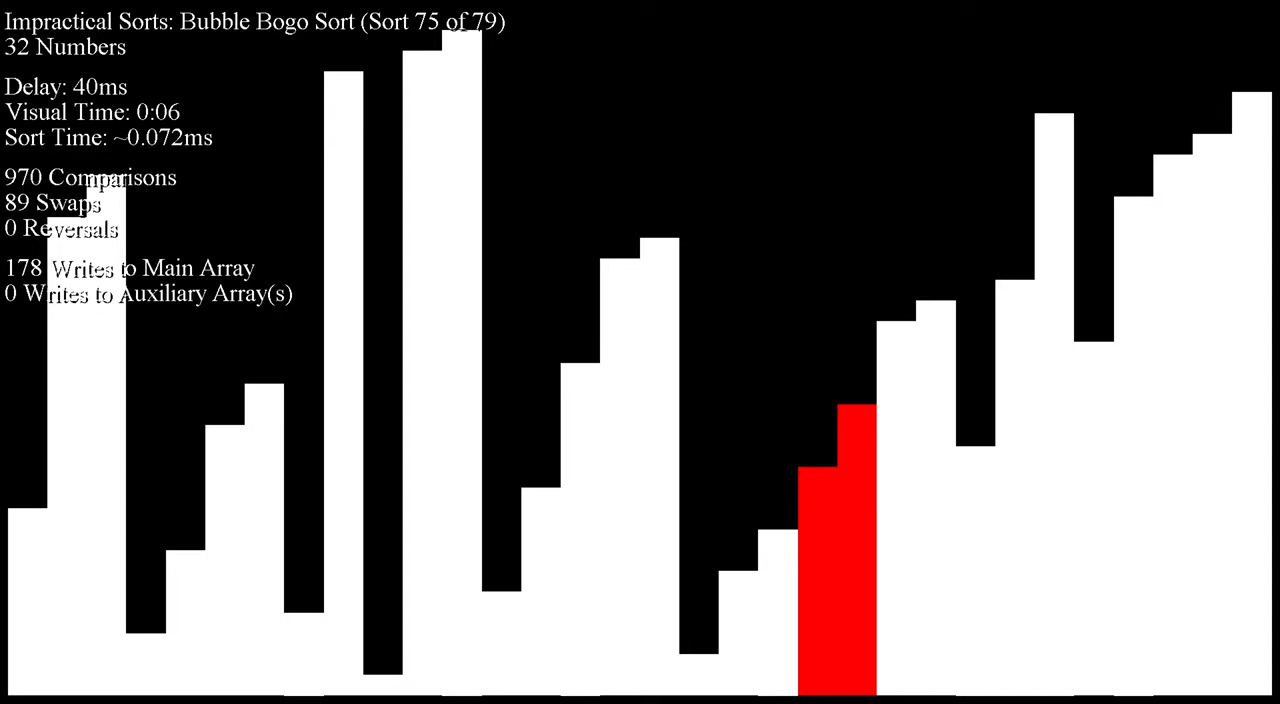 Impractical Sorts: Bubble Bogo Sort (Sort 75 of 79)
32 Numbers
Delay: 40ms
Visual Time: 0:06
Sort Time: ~0.072ms
970 Comparisons
89 Swaps
0 Reversals
178 Writes to Main Array
0 Writes to Auxiliary Array(s)